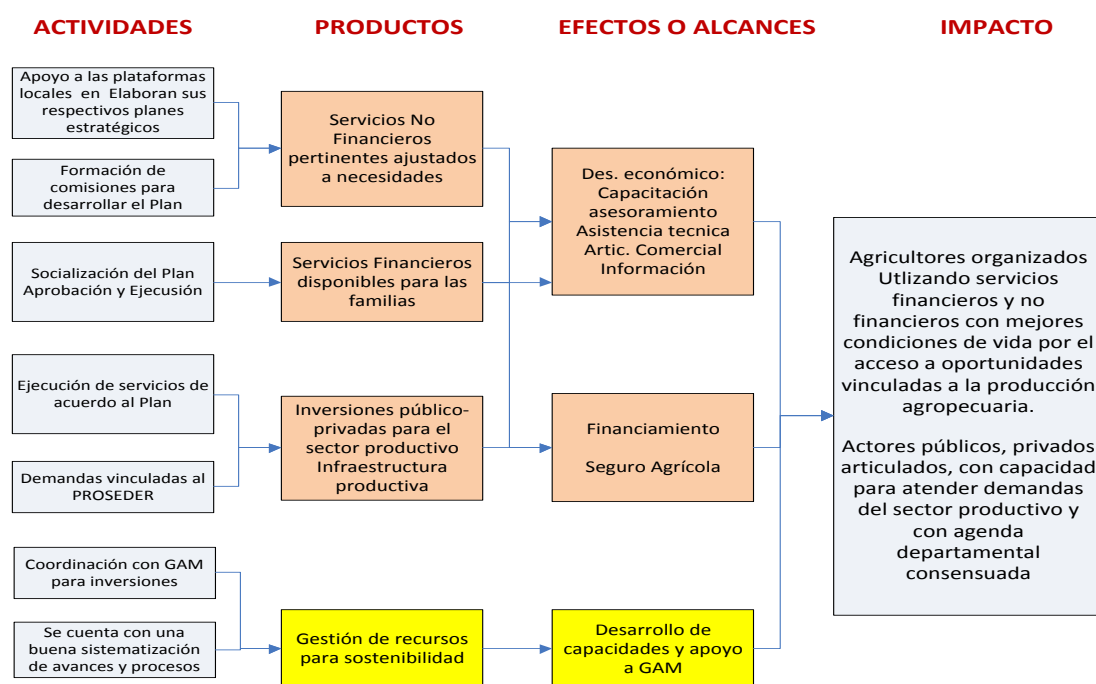 ACTIVIDADES
PRODUCTOS
EFECTOS O ALCANCES
IMPACTO
Apoyo a las plataformas
locales en Elaboran sus
respectivos planes
estratégicos
Formación de
comisiones para
desarrollar el Plan
Socialización del Plan
Aprobación y Ejecusión
Ejecución de servicios de
acuerdo al Plan
Demandas vinculadas al
PROSEDER
Coordinación con GAM
para inversiones
Se cuenta con una
buena sistematización
de avances y procesos
Servicios No
Financieros
pertinentes ajustados
a necesidades
Servicios Financieros
disponibles para las
familias
Inversiones público-
privadas para el
sector productivo
Infraestructura
productiva
Gestión de recursos
para sostenibilidad
Des. económico:
Capacitación
asesoramiento
Asistencia tecnica
Artic. Comercial
Información
Financiamiento
Seguro Agrícola
Desarrollo de
capacidades y apoyo
a GAM
Agricultores organizados
Utlizando servicios
financieros y no
financieros con mejores
condiciones de vida por el
acceso a oportunidades
vinculadas a la producción
agropecuaria.
Actores públicos, privados
articulados, con capacidad
para atender demandas
del sector productivo y
con agenda
departamental
consensuada